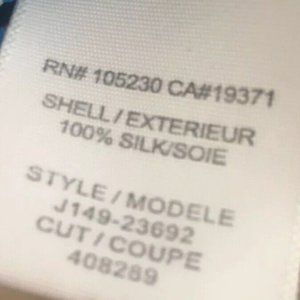 RN# 105230 CA#19371
SHELL / EXTERIEUR
100% SILK/SOIE
STYLE / MODELE
J149-23692
CUT / COUPE
408289